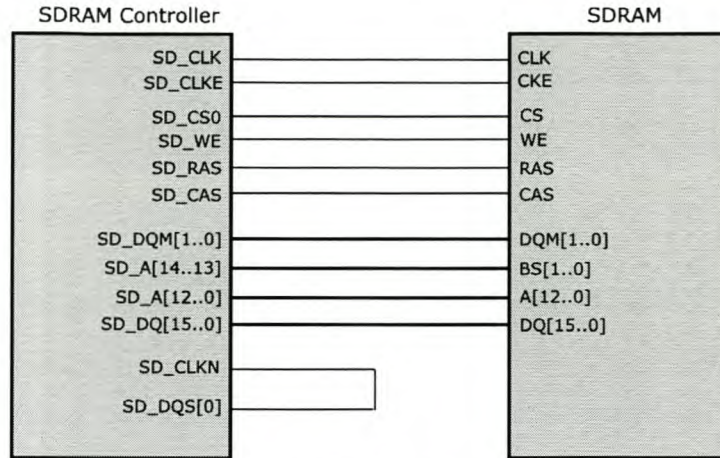 SDRAM Controller
SDRAM
SD_CLK
CLK
SD_CLKE
CKE
SD_CS0
CS
SD_WE
WE
SD_RAS
RAS
SD_CAS
CAS
SD_DQM[1..0]
DQM[1..0]
SD_A[14..13]
BS[1..0]
SD_A[12..0]
A[12..0]
SD_DQ[15..0]
DQ[15..0]
SD_CLKN
SD_DQS[0]